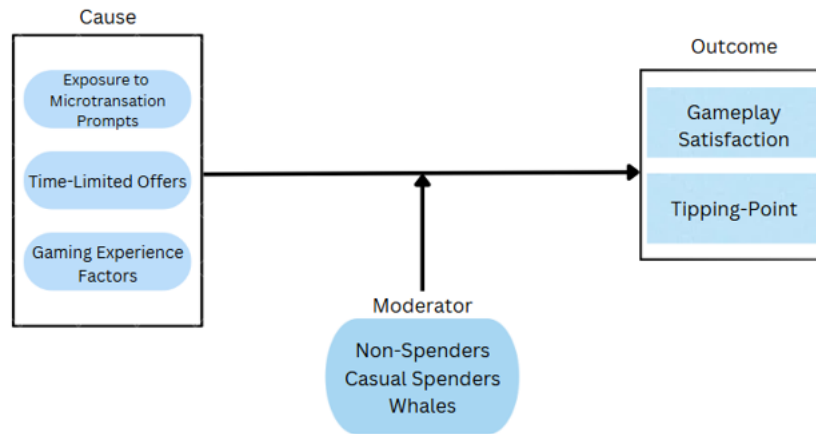 Cause
Exposure to
Microtransation
Prompts
Time-Limited Offers
Gaming Experience
Factors
Outcome
Gameplay
Satisfaction
Tipping-Point
Moderator
Non-Spenders
Casual Spenders
Whales